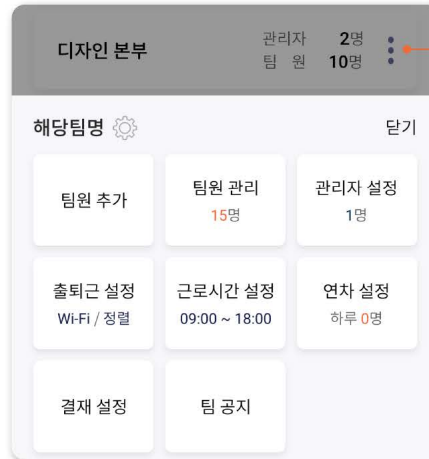 디자인 본부
관리자 2명
팀 원 10명
해당팀명 닫기
팀원 추가
팀원 관리
15명
관리자 설정
1명
출퇴근 설정
Wi-Fi / 정렬
근로시간 설정
09:00 ~ 18:00
연차 설정
하루 0명
결재 설정
팀 공지